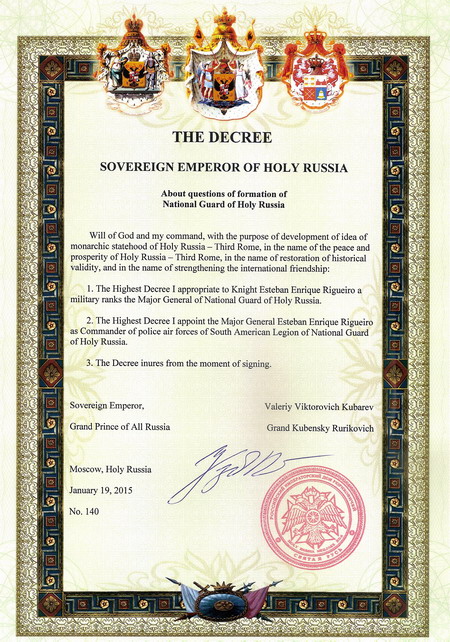 THE DECREE
SOVEREIGN EMPEROR OF HOLY RUSSIA
About questions of formation of
National Guard of Holy Russia
Will of God and my command, with the purpose of development of idea of
monarchic statehood of Holy Russia – Third Rome, in the name of the peace and
prosperity of Holy Russia – Third Rome, in the name of restoration of historical
validity, and in the name of strengthening the international friendship:
1. The Highest Decree I appropriate to Knight Esteban Enrique Rigueiro a
military ranks the Major General of National Guard of Holy Russia.
2. The Highest Decree I appoint the Major General Esteban Enrique Rigueiro
as Commander of police air forces of South American Legion of National Guard
of Holy Russia.
3. The Decree inures from the moment of signing.
Sovereign Emperor, Valeriy Viktorovich Kubarev
Grand Prince of All Russia Grand Kubensky Rurikovich
Moscow, Holy Russia
January 19, 2015
No. 140
СВЯТАЯ РУСЬ